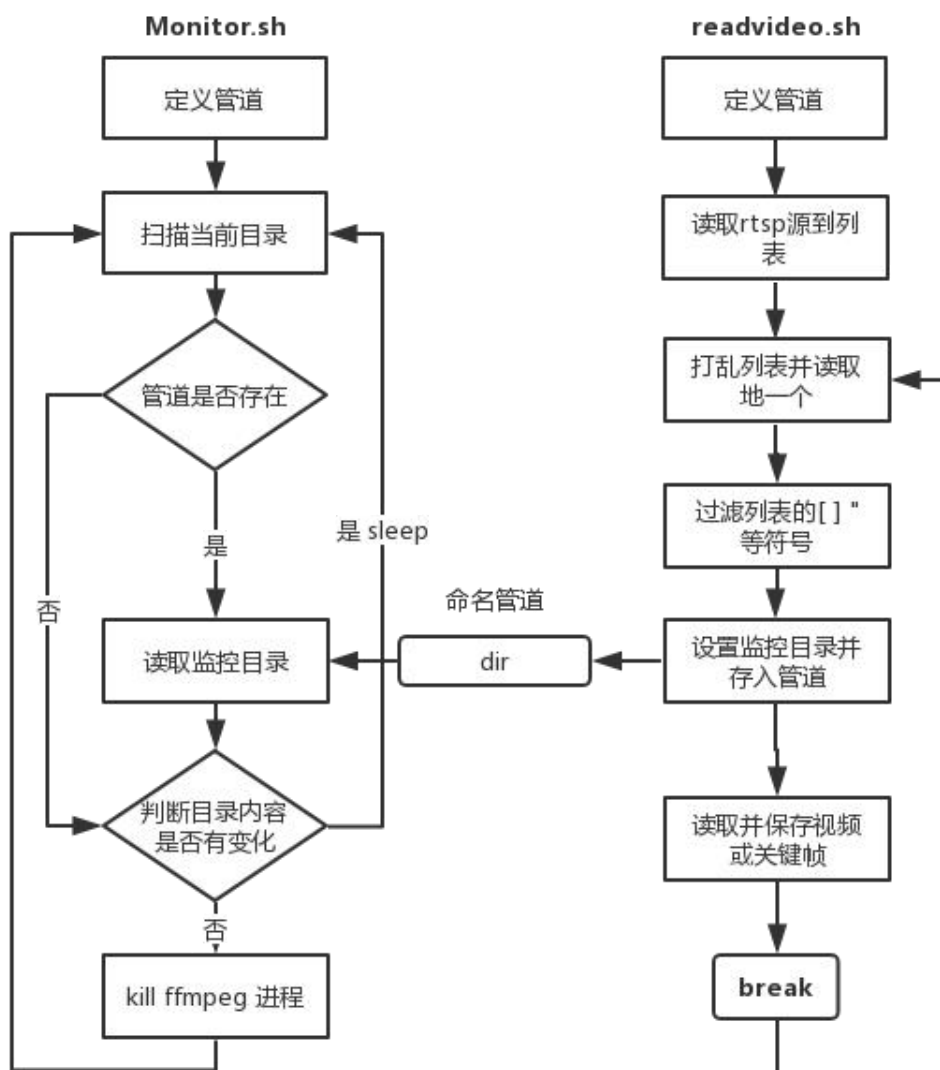 Monitor.sh
定义管道
扫描当前目录
管道是否存在
是
否
是 sleep
读取监控目录
判断目录内容
是否有变化
否
kill ffmpeg 进程
命名管道
dir
readvideo.sh
定义管道
读取rtsp源到列
表
打乱列表并读取
地一个
过滤列表的[ ] "
等符号
设置监控目录并
存入管道
读取并保存视频
或关键帧
break